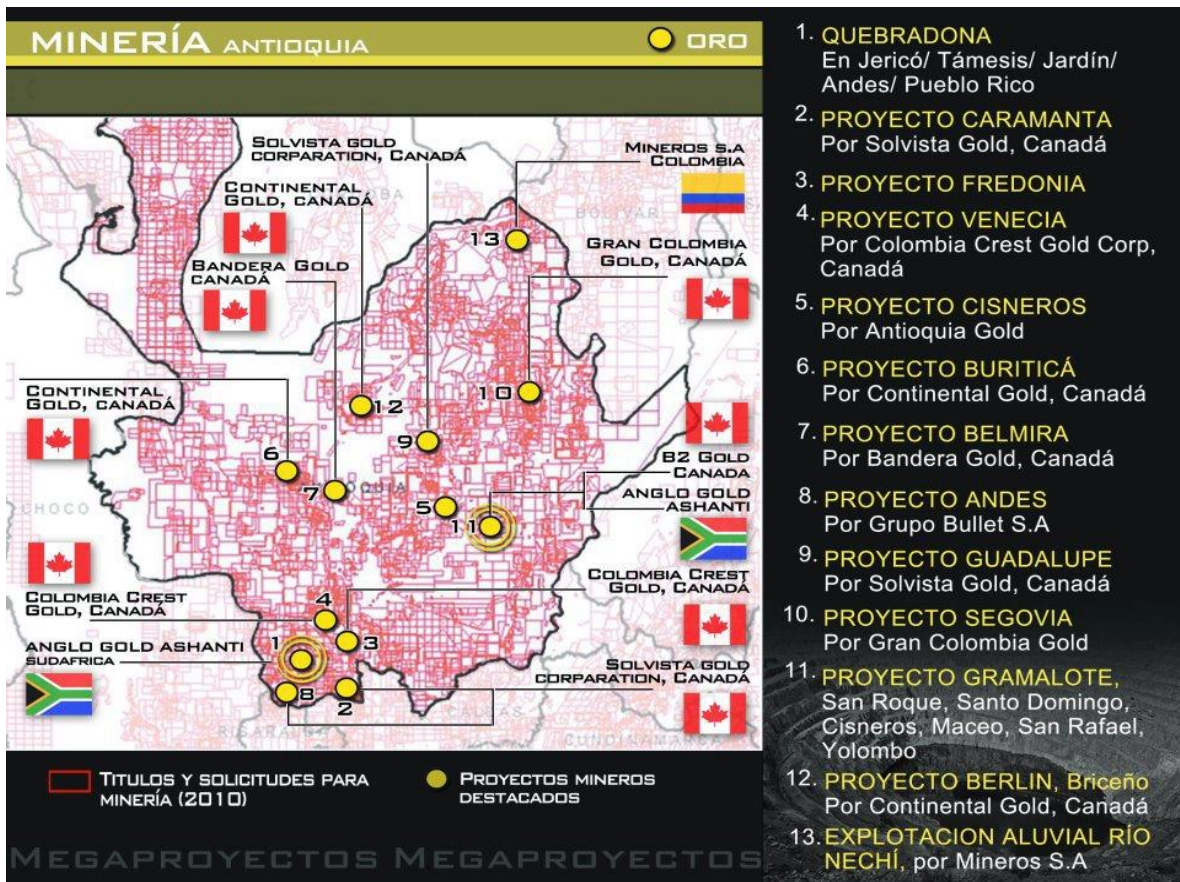 MINERÍA ANTIOQUIA
ORO
SOLVISTA GOLD
CORPARATION, CANADÁ
MINEROS S.A
COLOMBIA
CONTINENTAL
GOLD, CANADÁ
BOLIVAR
13
GRAN COLOMBIA
GOLD, CANADÁ
BANDERA GOLD
CANADÁ
CONTINENTAL
GOLD, CANADÁ
10
12
9
B2 GOLD
CANADA
6
7
ANGLO GOLD
ASHANTI
CHOCO
5
11
COLOMBIA CREST
GOLD, CANADÁ
COLOMBIA CREST
GOLD, CANADÁ
4
3
ANGLO GOLD ASHANTI
SUDAFRICA
1
SOLVISTA GOLD
CORPARATION, CANADÁ
8
2
CALDAS
RISARALDA
CUNDINAMARCA
TITULOS Y SOLICITUDES PARA
MINERÍA (2010)
PROYECTOS MINEROS
DESTACADOS
MEGAPROYECTOS MEGAPROYECTOS
1. QUEBRADONA
En Jericó/ Támesis/ Jardín/
Andes/ Pueblo Rico
2. PROYECTO CARAMANTA
Por Solvista Gold, Canadá
3. PROYECTO FREDONIA
4. PROYECTO VENECIA
Por Colombia Crest Gold Corp,
Canadá
5. PROYECTO CISNEROS
Por Antioquia Gold
6. PROYECTO BURITICÁ
Por Continental Gold, Canadá
7. PROYECTO BELMIRA
Por Bandera Gold, Canadá
8. PROYECTO ANDES
Por Grupo Bullet S.A
9. PROYECTO GUADALUPE
Por Solvista Gold, Canadá
10. PROYECTO SEGOVIA
Por Gran Colombia Gold
11. PROYECTO GRAMALOTE,
San Roque, Santo Domingo,
Cisneros, Maceo, San Rafael,
Yolombo
12. PROYECTO BERLIN, Briceño
Por Continental Gold, Canadá
13. EXPLOTACION ALUVIAL RÍO
NECHÍ, por Mineros S.A